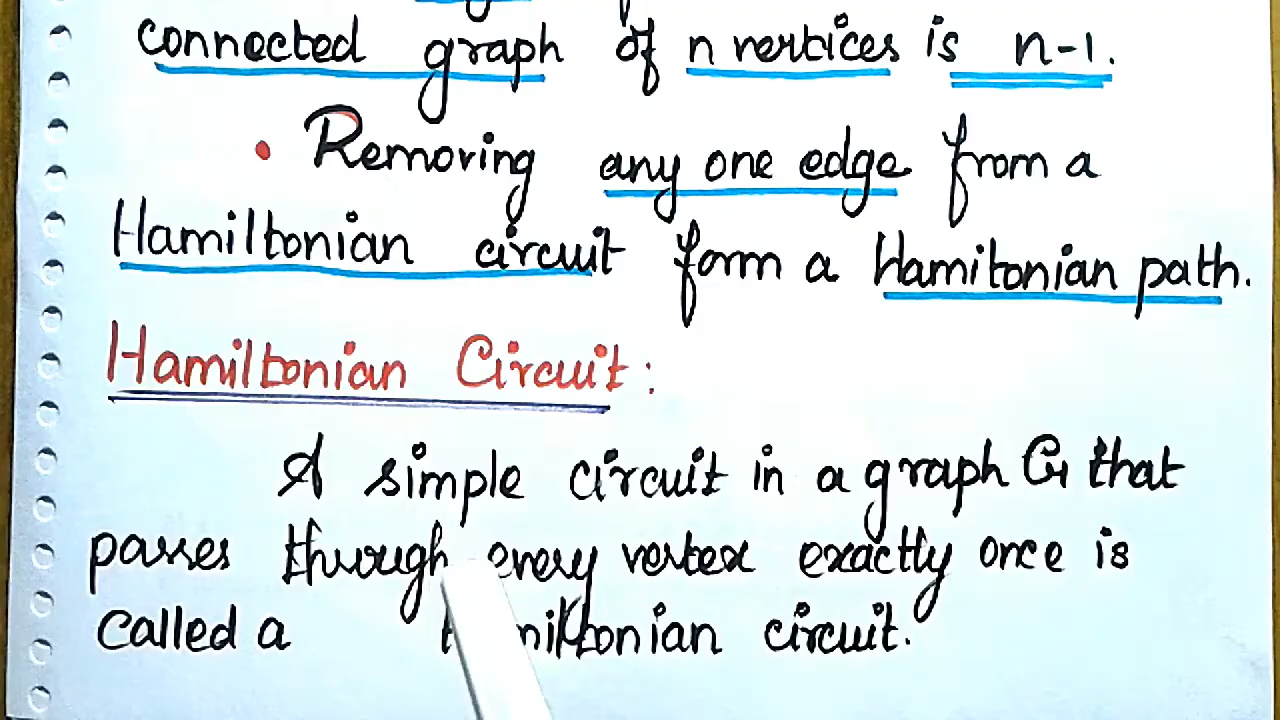 connected graph of n vertices is n-1.
• Removing any one edge from a
Hamiltonian circuit form a Hamitonian path.
Hamiltonian Circuit:
A simple circuit in a graph G that
passes through every vertex exactly once is
called a Hamiltonian circuit.